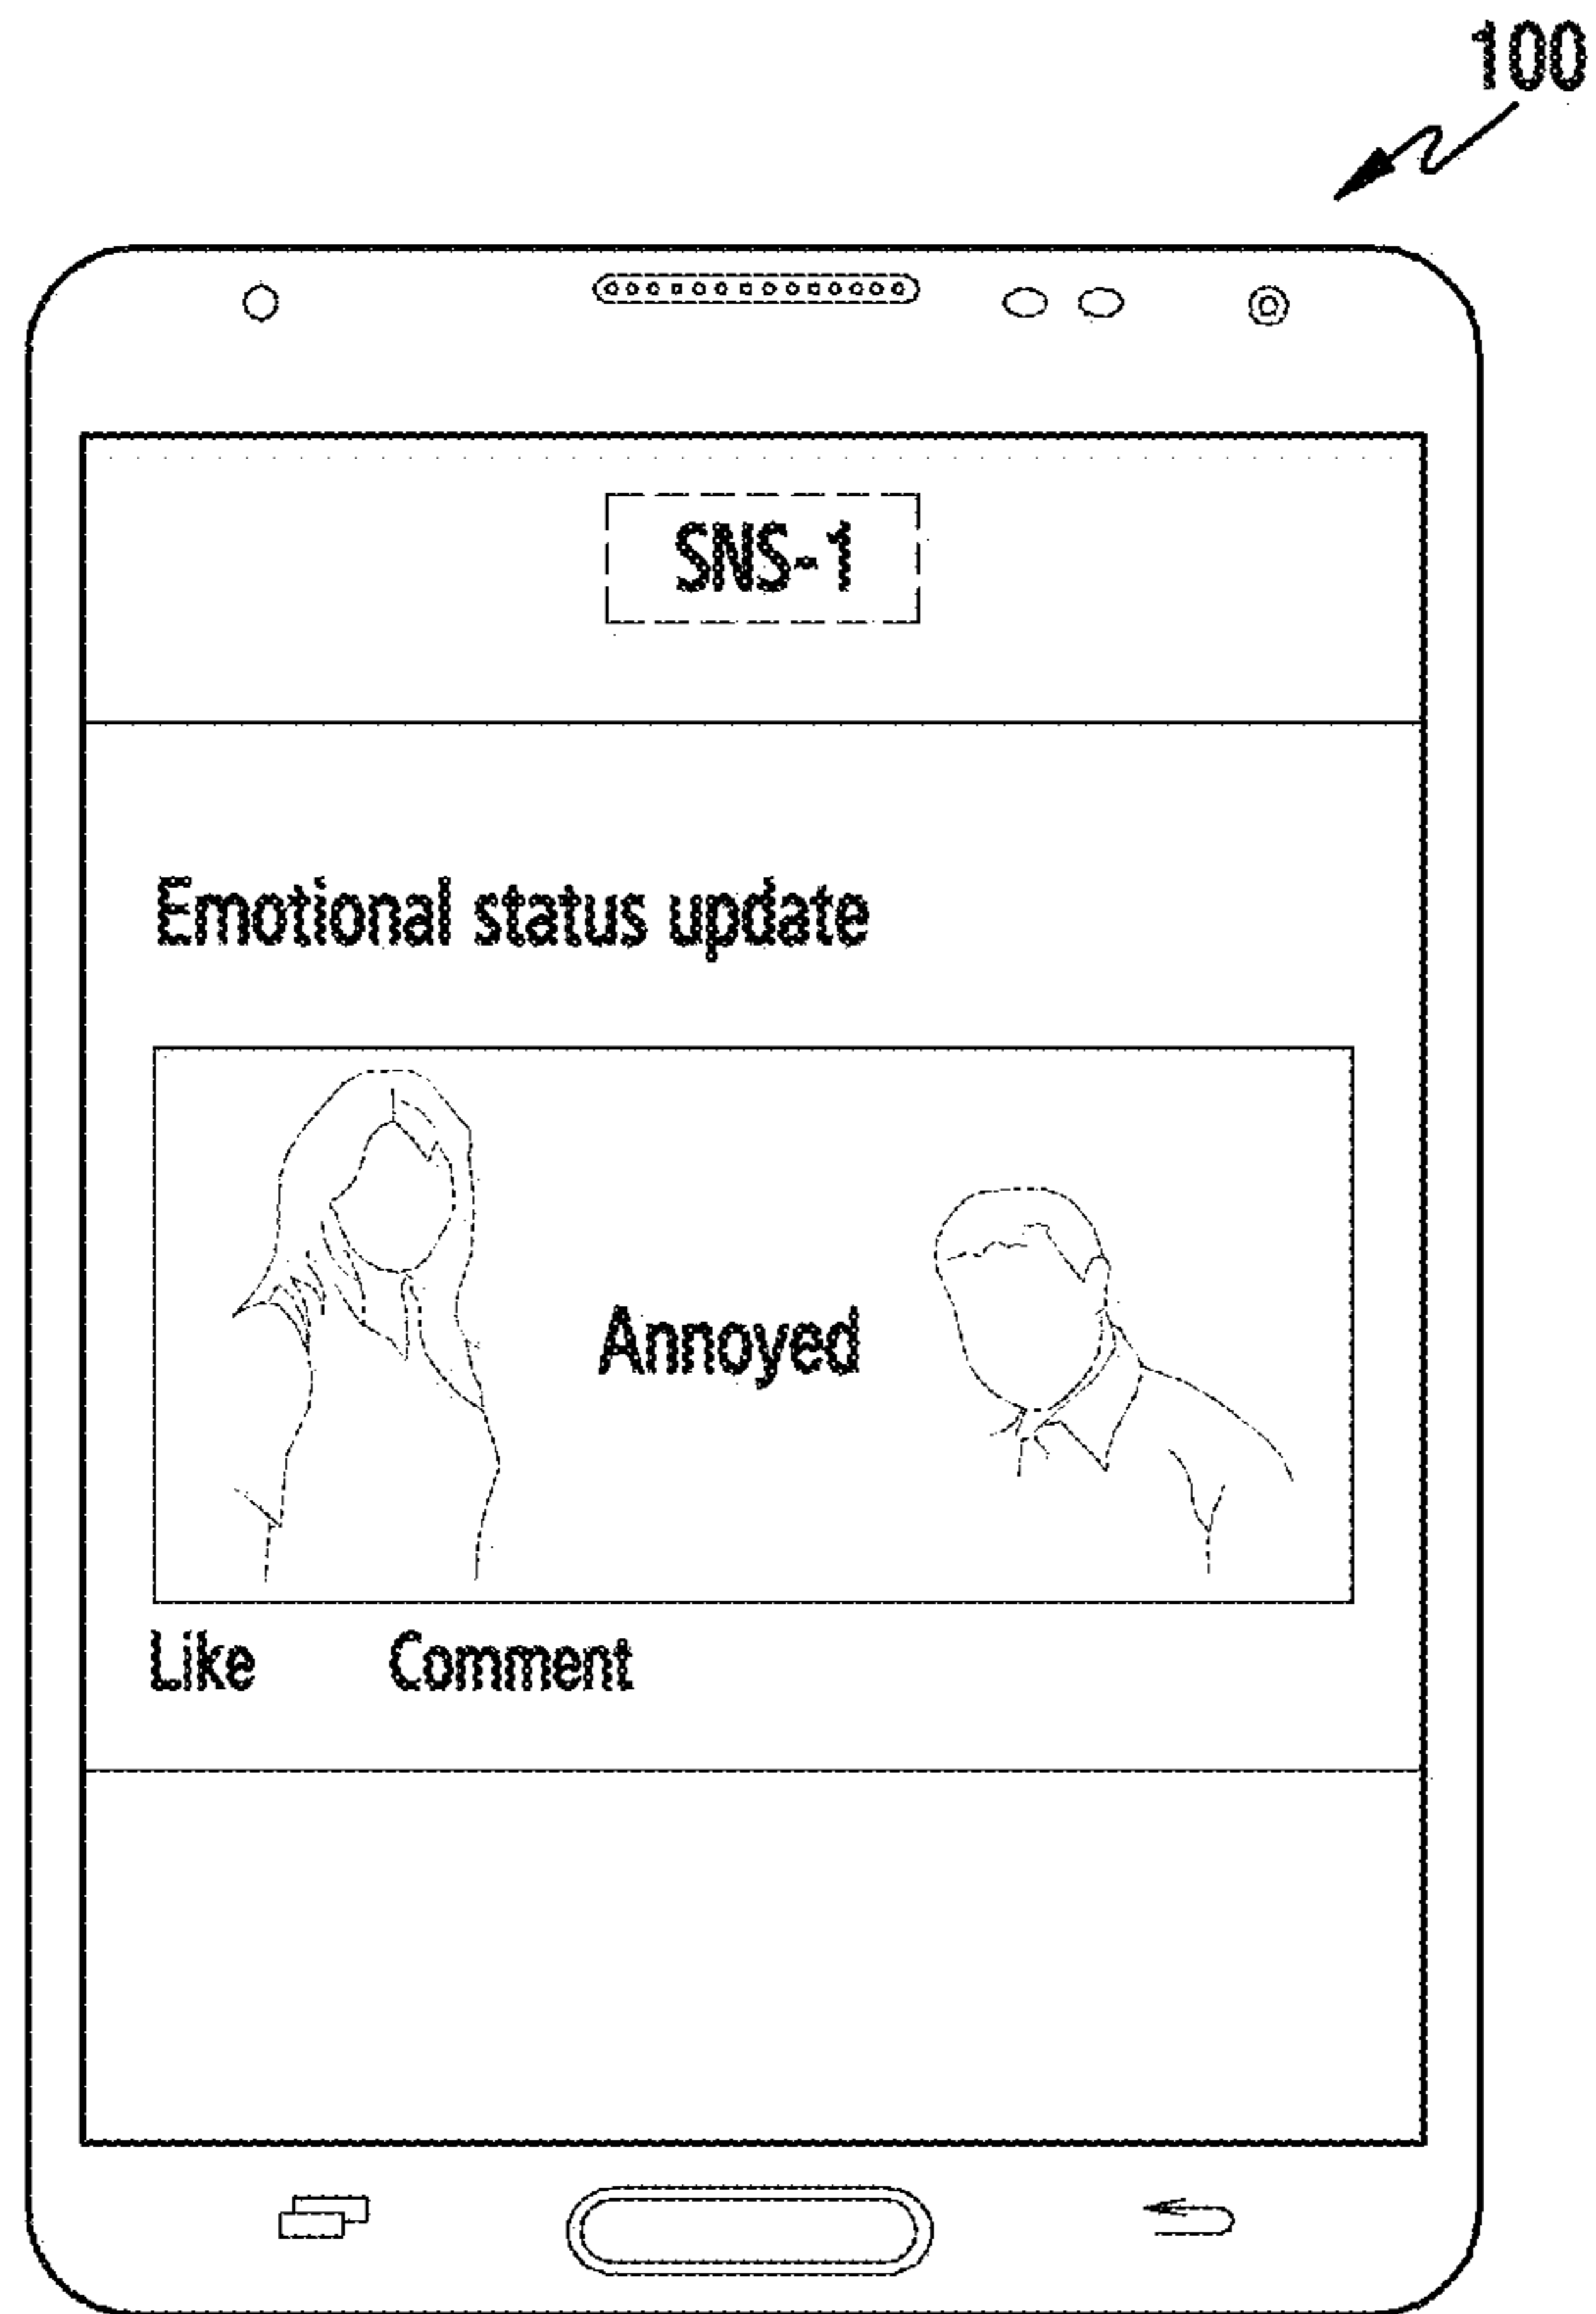 100
SNS-1
Emotional status update
Annoyed
Like Comment